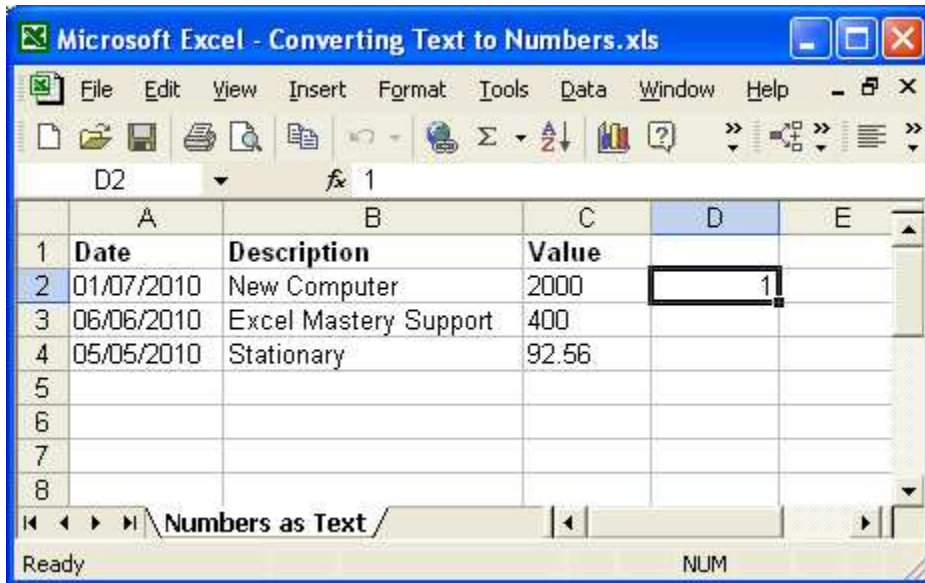 Microsoft Excel - Converting Text to Numbers.xls
File Edit View Insert Format Tools Data Window Help
D2 fx 1
A B C D E
1 Date Description Value
2 01/07/2010 New Computer 2000 1
3 06/06/2010 Excel Mastery Support 400
4 05/05/2010 Stationary 92.56
5
6
7
8
Numbers as Text
Ready NUM